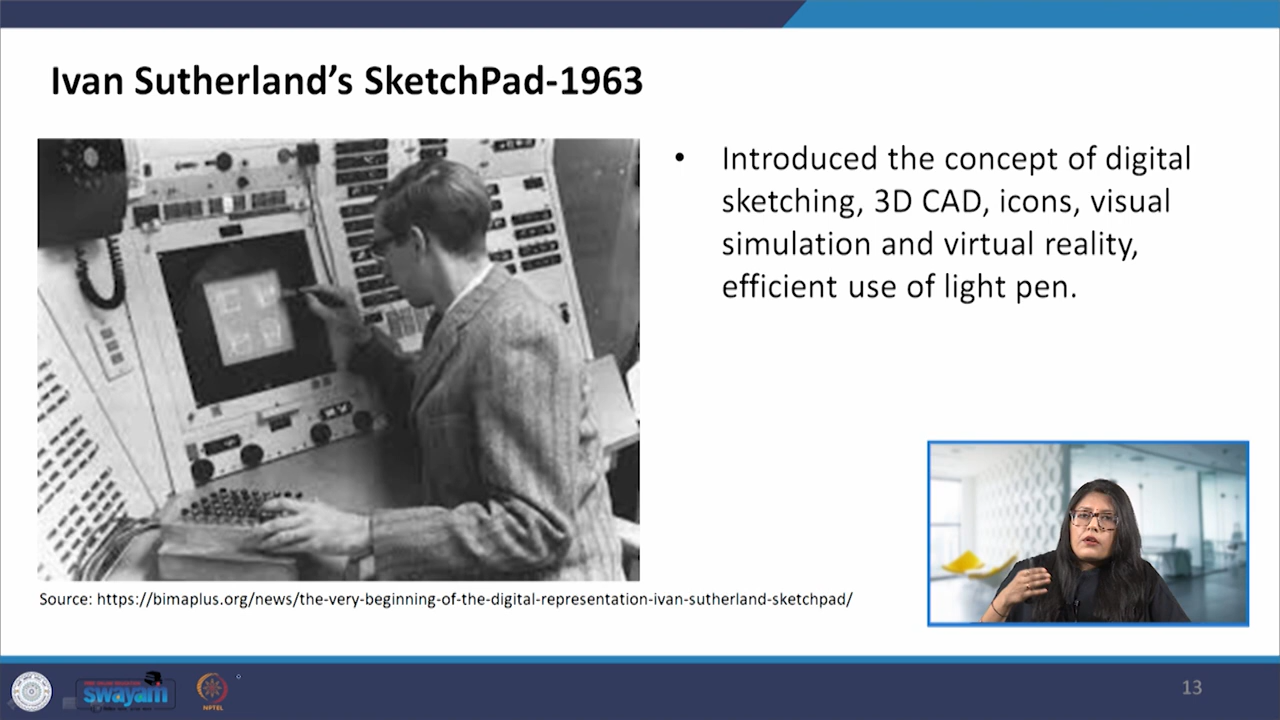 Ivan Sutherland’s SketchPad-1963
• Introduced the concept of digital
sketching, 3D CAD, icons, visual
simulation and virtual reality,
efficient use of light pen.
Source: https://bimaplus.org/news/the-very-beginning-of-the-digital-representation-ivan-sutherland-sketchpad/
swayam
NPTEL
13